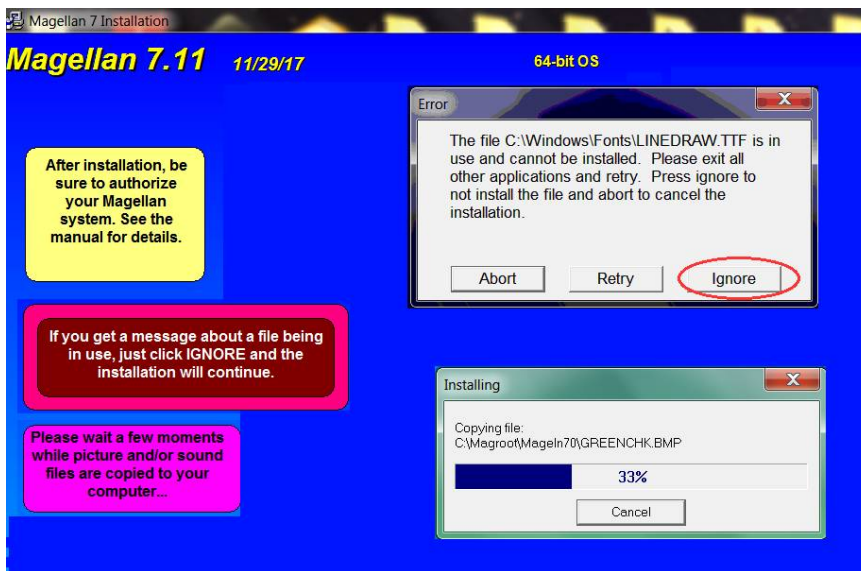 Magellan 7 Installation
Magellan 7.11 11/29/17 64-bit OS
After installation, be
sure to authorize
your Magellan
system. See the
manual for details.
If you get a message about a file being
in use, just click IGNORE and the
installation will continue.
Please wait a few moments
while picture and/or sound
files are copied to your
computer...
Error
The file C:\Windows\Fonts\LINEDRAW.TTF is in
use and cannot be installed. Please exit all
other applications and retry. Press ignore to
not install the file and abort to cancel the
installation.
Abort Retry Ignore
Installing
Copying file:
C:\Magroot\Mageln70\GREENCHK.BMP
33%
Cancel